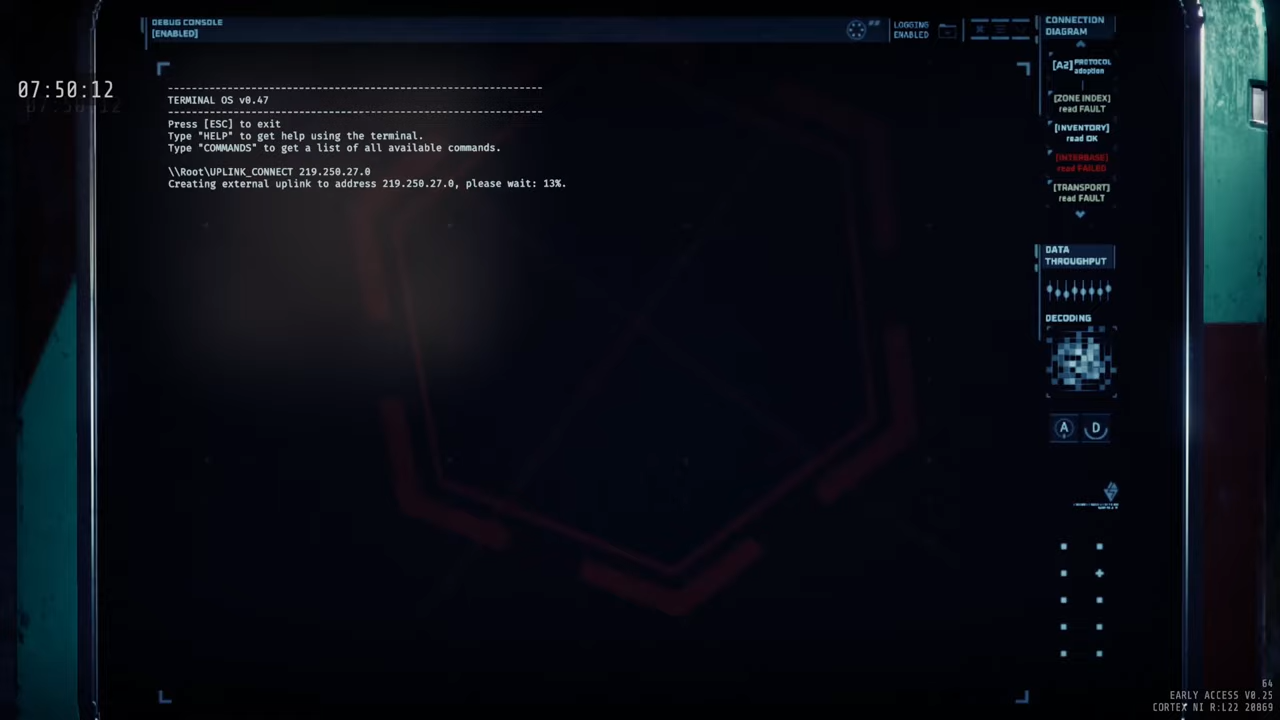 DEBUG CONSOLE
[ENABLED]
##
LOGGING
ENABLED
CONNECTION
DIAGRAM
07:50:12
[A2] PROTOCOL
adoption
[ZONE INDEX]
read FAULT
[INVENTORY]
read OK
[INTERBASE]
read FAILED
[TRANSPORT]
read FAULT
------------------------------------------------------------------------
TERMINAL OS v0.47
------------------------------------------------------------------------
Press [ESC] to exit
Type "HELP" to get help using the terminal.
Type "COMMANDS" to get a list of all available commands.
\\Root\UPLINK_CONNECT 219.250.27.0
Creating external uplink to address 219.250.27.0, please wait: 13%.
DATA
THROUGHPUT
DECODING
A D
64
EARLY ACCESS V0.25
CORTEX NI R:L22 20869